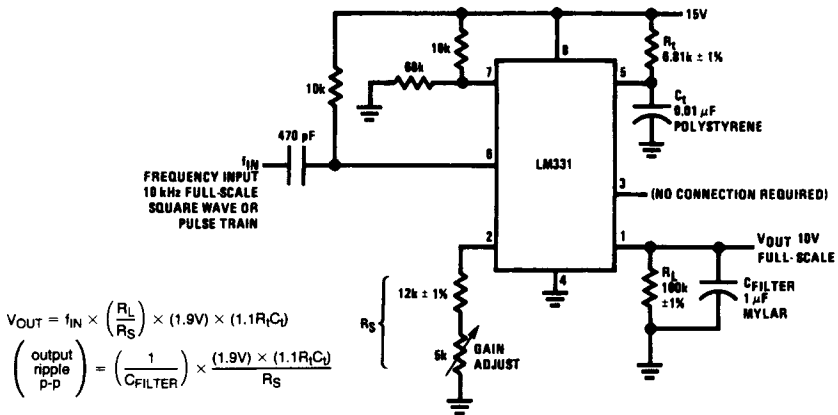 15V
10k
68k
10k
7
8
5
Rt
6.81k ± 1%
Ct
0.01 µF
POLYSTYRENE
470 pF
fIN
6
LM331
FREQUENCY INPUT
10 kHz FULL-SCALE
SQUARE WAVE OR
PULSE TRAIN
3
(NO CONNECTION REQUIRED)
2
1
4
VOUT 10V
FULL-SCALE
12k ± 1%
RS
5k
GAIN
ADJUST
RL
100k
±1%
CFILTER
1 µF
MYLAR
VOUT = fIN × (RL/RS) × (1.9V) × (1.1RtCt)
(output ripple p-p) = (1/CFILTER) × (1.9V) × (1.1RtCt)/RS